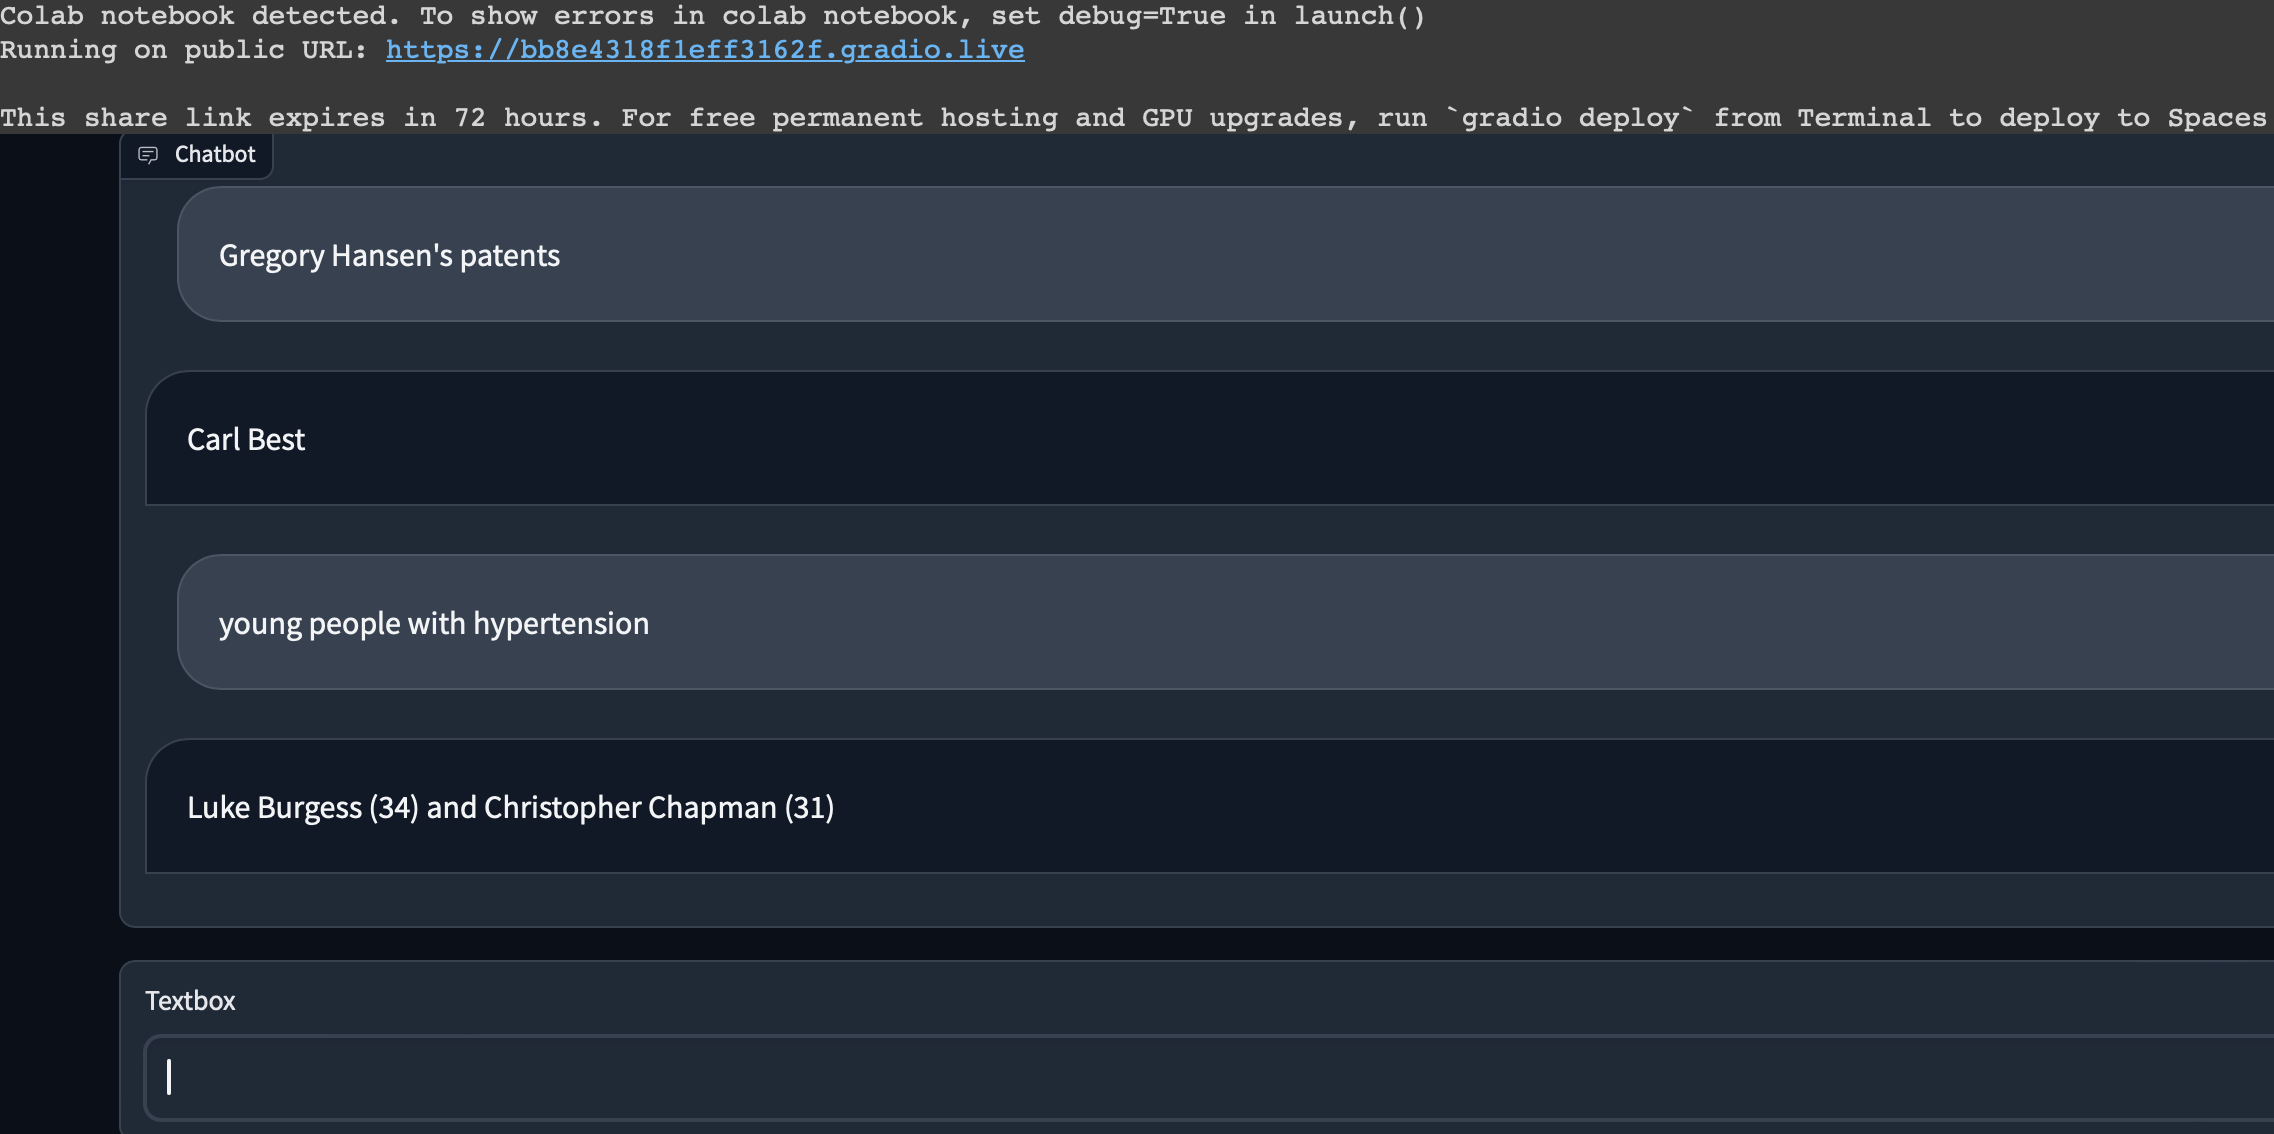 Colab notebook detected. To show errors in colab notebook, set debug=True in launch()
Running on public URL: https://bb8e4318f1eff3162f.gradio.live
This share link expires in 72 hours. For free permanent hosting and GPU upgrades, run `gradio deploy` from Terminal to deploy to Spaces
Chatbot
Gregory Hansen's patents
Carl Best
young people with hypertension
Luke Burgess (34) and Christopher Chapman (31)
Textbox